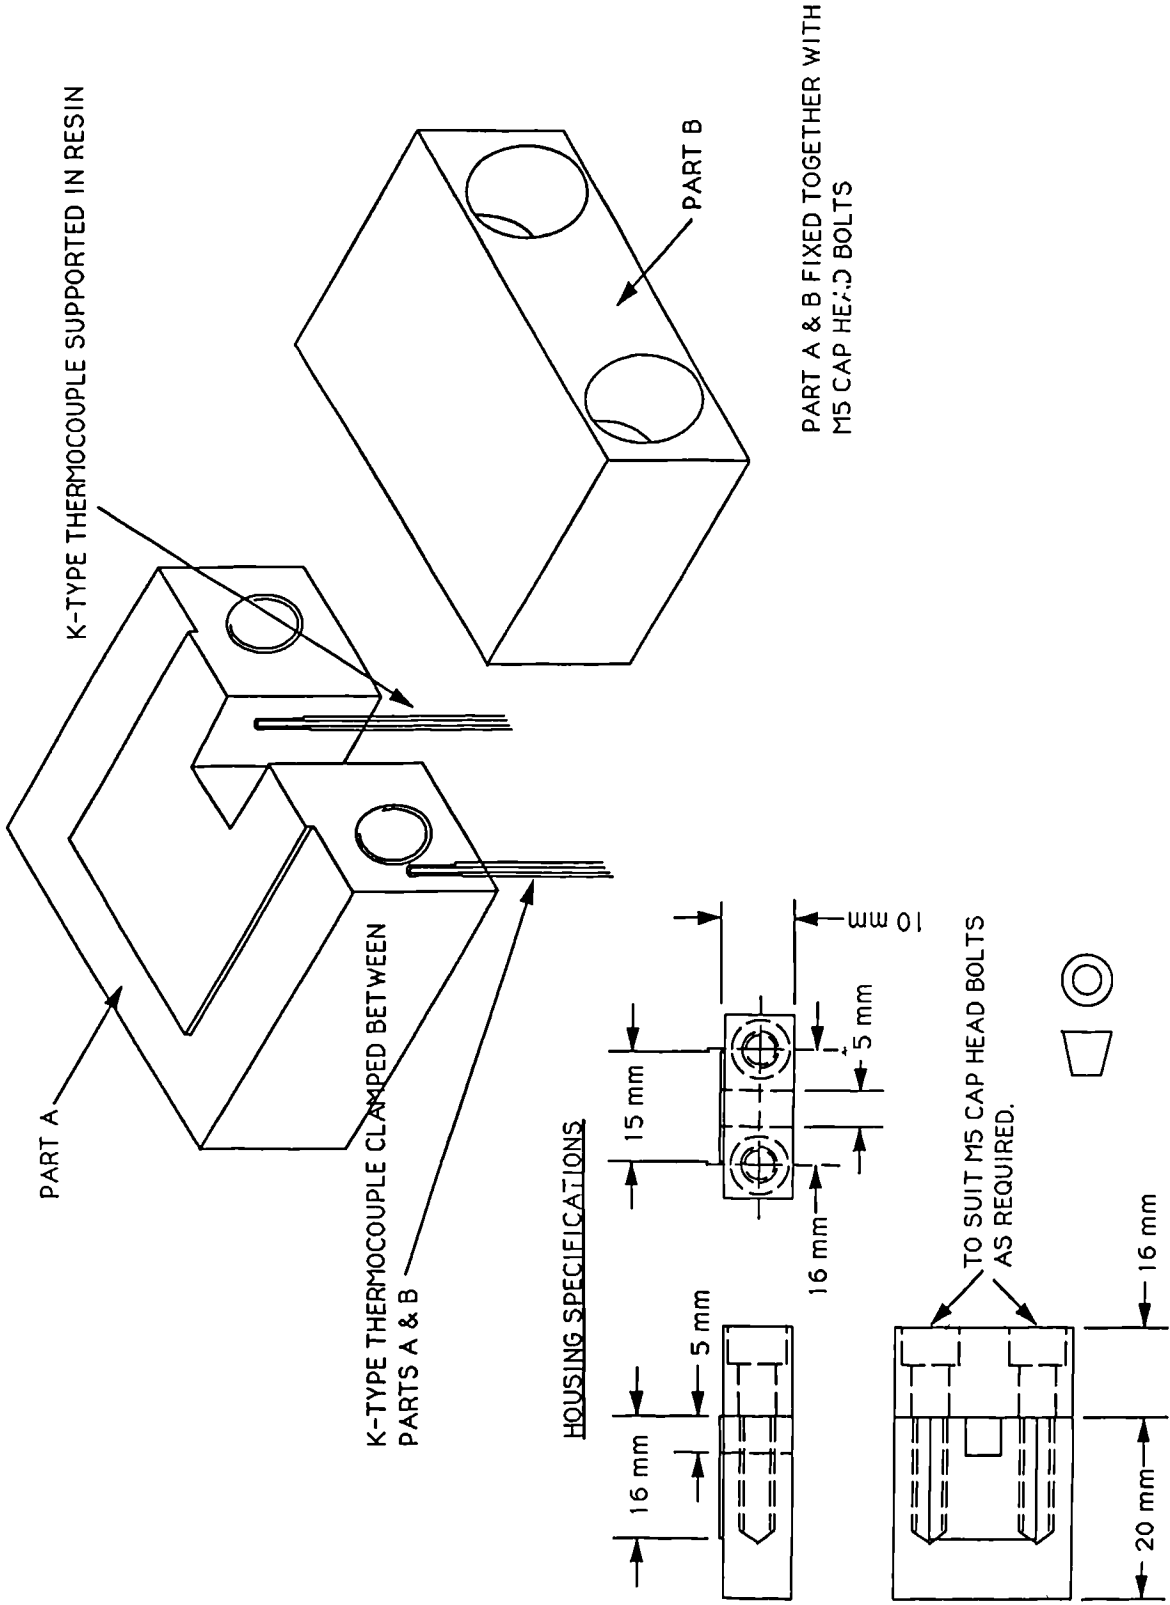 PART A
K-TYPE THERMOCOUPLE SUPPORTED IN RESIN
K-TYPE THERMOCOUPLE CLAMPED BETWEEN
PARTS A & B
PART B
PART A & B FIXED TOGETHER WITH
M5 CAP HEAD BOLTS
HOUSING SPECIFICATIONS
16 mm
5 mm
15 mm
10 mm
16 mm
5 mm
TO SUIT M5 CAP HEAD BOLTS
AS REQUIRED.
20 mm
16 mm